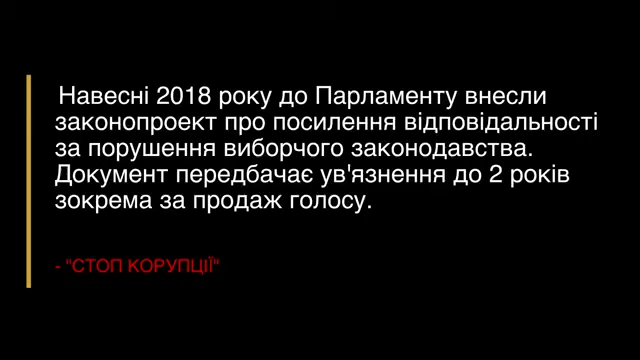 Навесні 2018 року до Парламенту внесли
законопроект про посилення відповідальності
за порушення виборчого законодавства.
Документ передбачає ув'язнення до 2 років
зокрема за продаж голосу.
- "СТОП КОРУПЦІЇ"